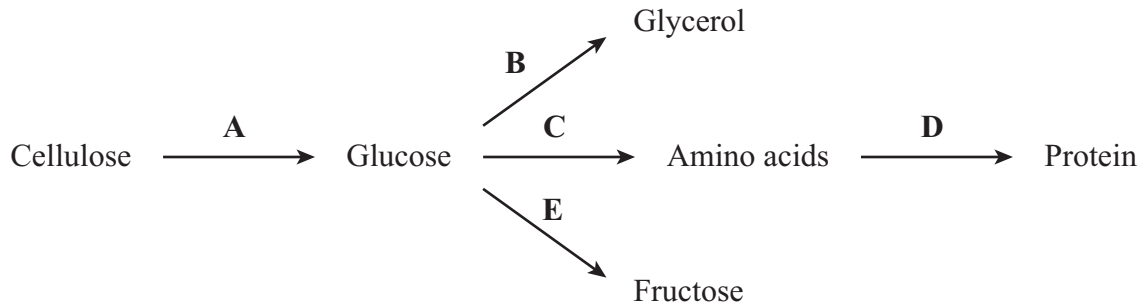 Glycerol
B
A
C
D
Cellulose
Glucose
Amino acids
Protein
E
Fructose